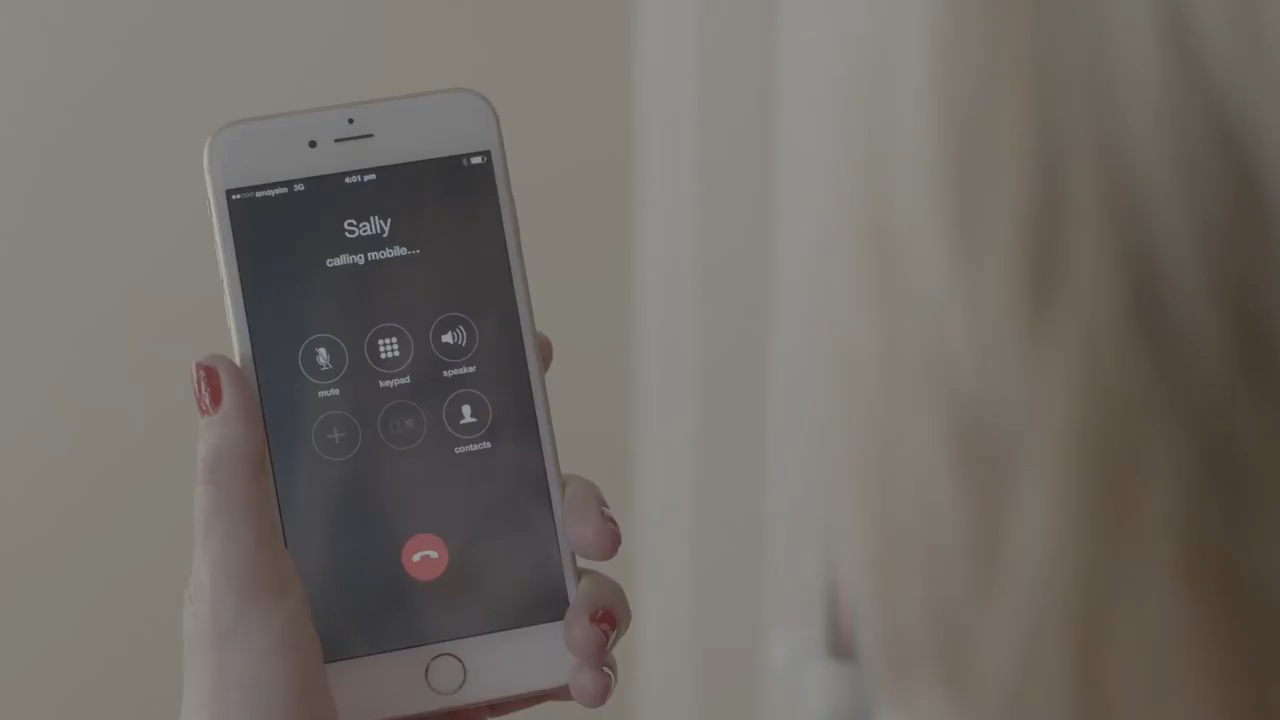 amaysim 3G 4:01 pm
Sally
calling mobile...
mute keypad speaker
contacts